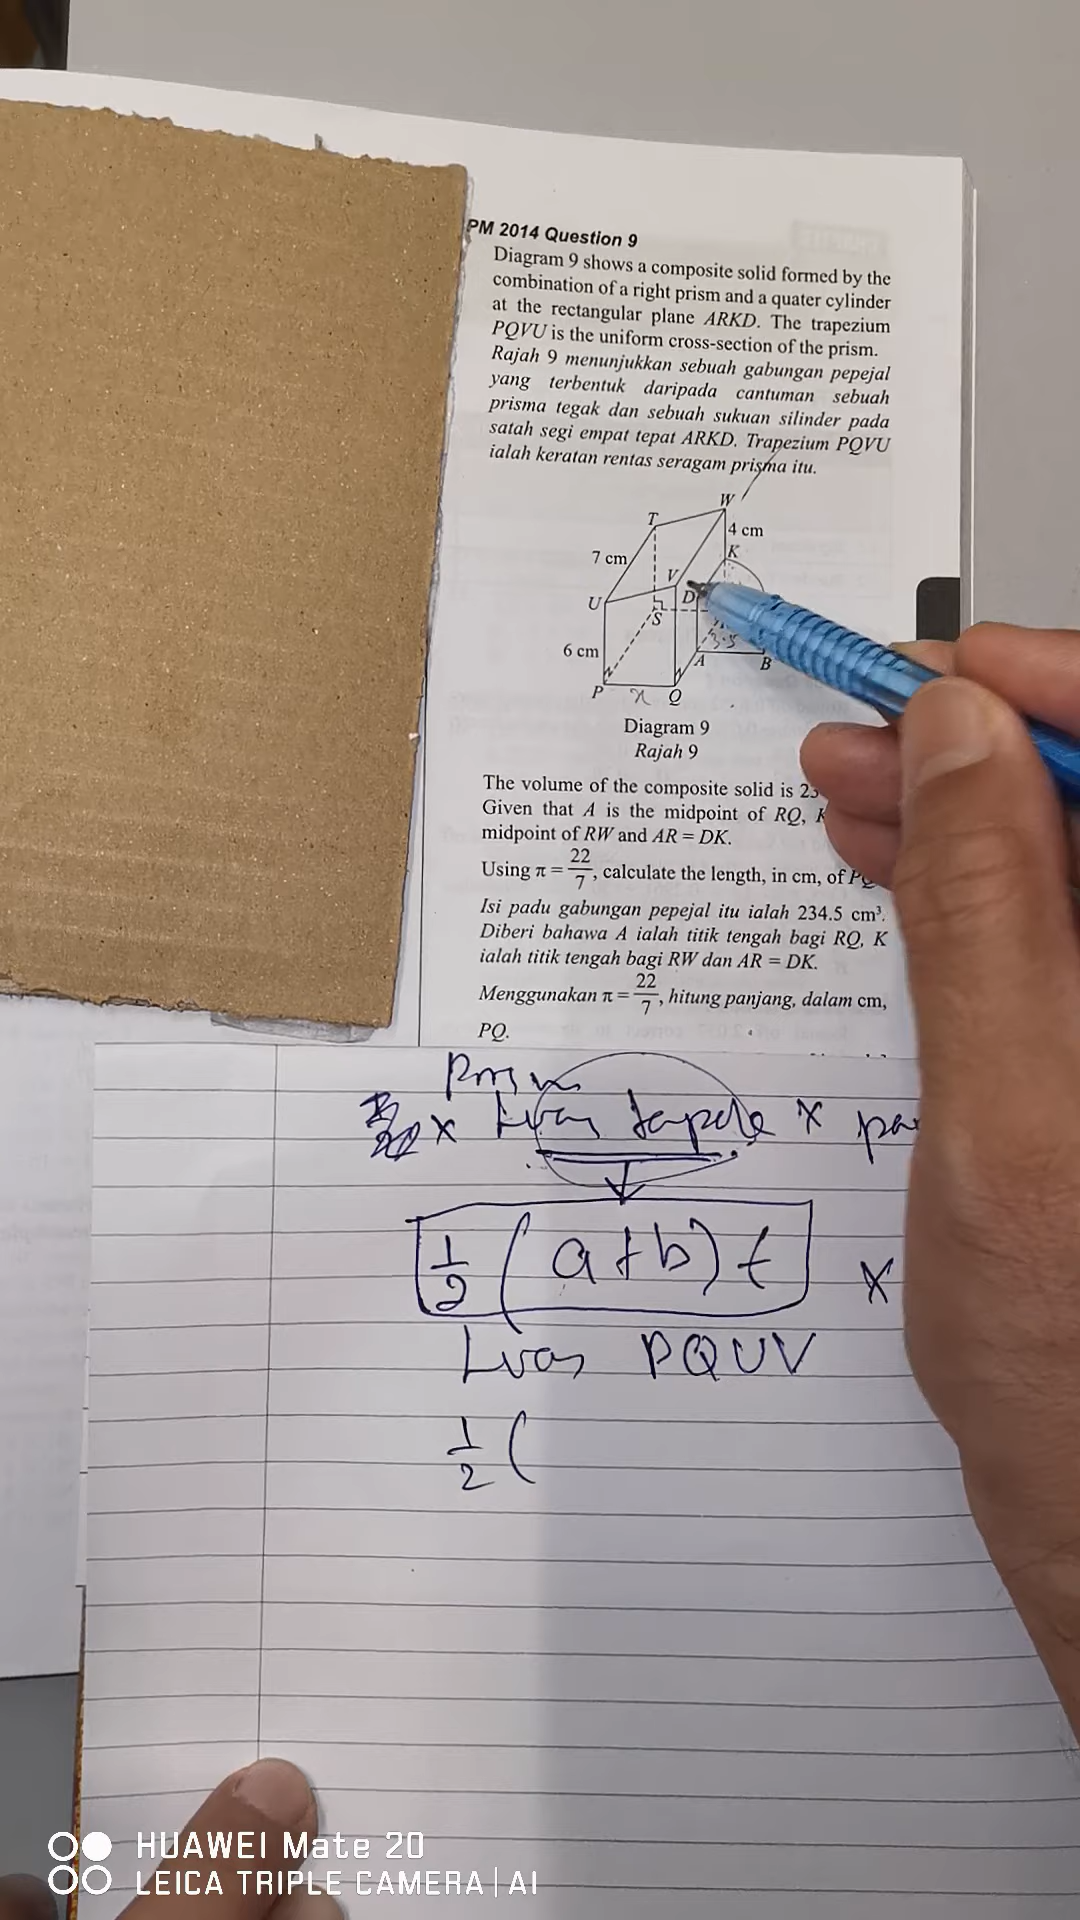 PM 2014 Question 9
Diagram 9 shows a composite solid formed by the
combination of a right prism and a quater cylinder
at the rectangular plane ARKD. The trapezium
PQVU is the uniform cross-section of the prism.
Rajah 9 menunjukkan sebuah gabungan pepejal
yang terbentuk daripada cantuman sebuah
prisma tegak dan sebuah sukuan silinder pada
satah segi empat tepat ARKD. Trapezium PQVU
ialah keratan rentas seragam prisma itu.
W
T
4 cm
K
7 cm
V
D
U
S
3.5
6 cm
A
B
P
x
Q
Diagram 9
Rajah 9
The volume of the composite solid is 23
Given that A is the midpoint of RQ, K
midpoint of RW and AR = DK.
Using π = 22/7, calculate the length, in cm, of PQ
Isi padu gabungan pepejal itu ialah 234.5 cm³.
Diberi bahawa A ialah titik tengah bagi RQ, K
ialah titik tengah bagi RW dan AR = DK.
Menggunakan π = 22/7, hitung panjang, dalam cm,
PQ.
Prism
x Luas x
1/2 (a+b) t x
Luas PQUV
1/2 (
HUAWEI Mate 20
LEICA TRIPLE CAMERA | AI